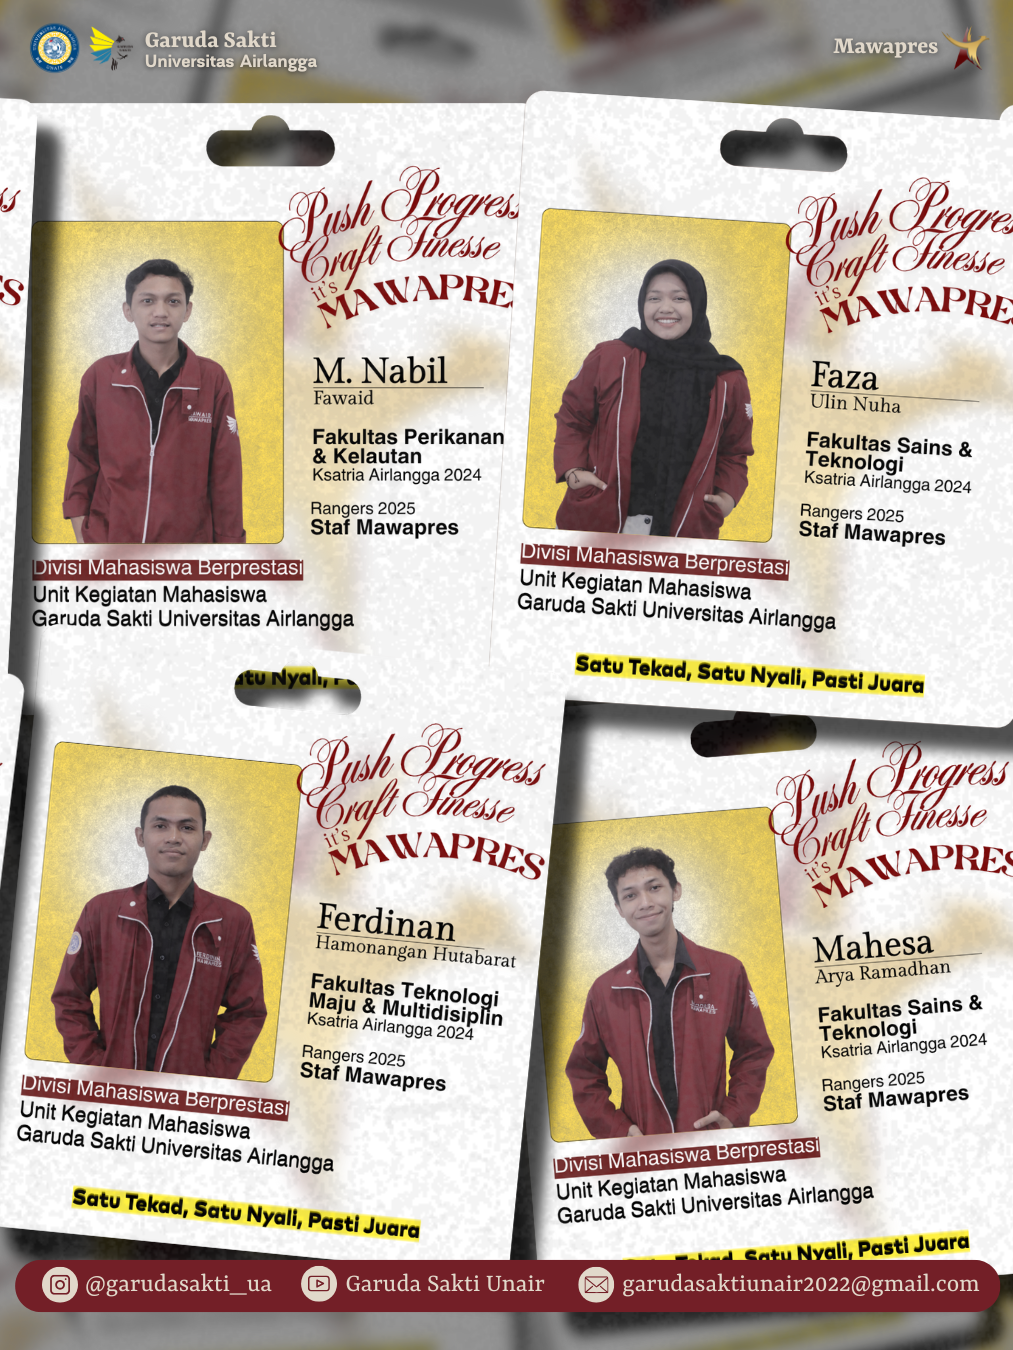 Garuda Sakti
Universitas Airlangga
Mawapres
Push Progress
Craft Finesse
it's
MAWAPRES
M. Nabil
Fawaid
Fakultas Perikanan
& Kelautan
Ksatria Airlangga 2024
Rangers 2025
Staf Mawapres
Divisi Mahasiswa Berprestasi
Unit Kegiatan Mahasiswa
Garuda Sakti Universitas Airlangga
Push Progress
Craft Finesse
it's
MAWAPRES
Faza
Ulin Nuha
Fakultas Sains &
Teknologi
Ksatria Airlangga 2024
Rangers 2025
Staf Mawapres
Divisi Mahasiswa Berprestasi
Unit Kegiatan Mahasiswa
Garuda Sakti Universitas Airlangga
Satu Tekad, Satu Nyali, Pasti Juara
Push Progress
Craft Finesse
it's
MAWAPRES
Ferdinan
Hamonangan Hutabarat
Fakultas Teknologi
Maju & Multidisiplin
Ksatria Airlangga 2024
Rangers 2025
Staf Mawapres
Divisi Mahasiswa Berprestasi
Unit Kegiatan Mahasiswa
Garuda Sakti Universitas Airlangga
Satu Tekad, Satu Nyali, Pasti Juara
Push Progress
Craft Finesse
it's
MAWAPRES
Mahesa
Arya Ramadhan
Fakultas Sains &
Teknologi
Ksatria Airlangga 2024
Rangers 2025
Staf Mawapres
Divisi Mahasiswa Berprestasi
Unit Kegiatan Mahasiswa
Garuda Sakti Universitas Airlangga
Satu Nyali, Pasti Juara
@garudasakti_ua
Garuda Sakti Unair
garudasaktiunair2022@gmail.com